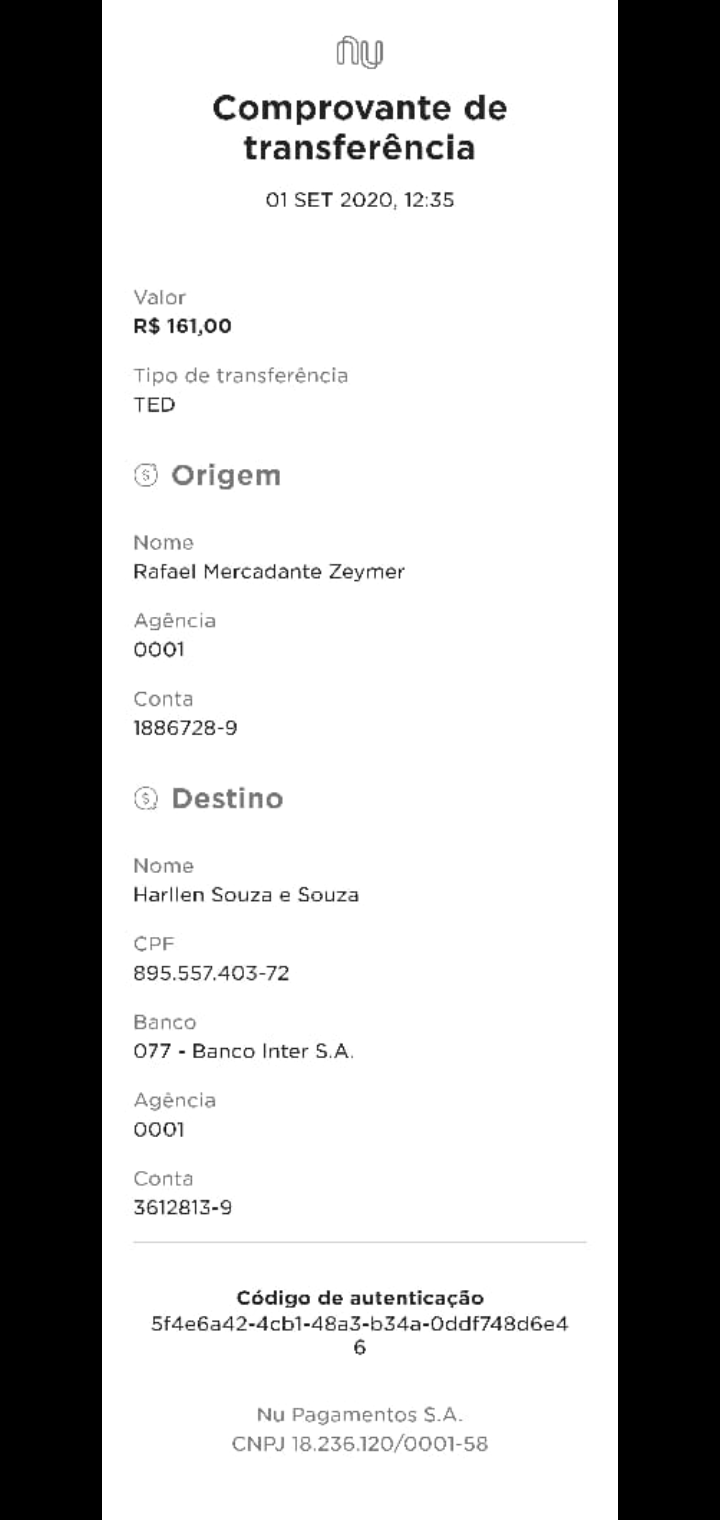 nu
Comprovante de
transferência
01 SET 2020, 12:35
Valor
R$ 161,00
Tipo de transferência
TED
Origem
Nome
Rafael Mercadante Zeymer
Agência
0001
Conta
1886728-9
Destino
Nome
Harllen Souza e Souza
CPF
895.557.403-72
Banco
077 - Banco Inter S.A.
Agência
0001
Conta
3612813-9
Código de autenticação
5f4e6a42-4cb1-48a3-b34a-0ddf748d6e4
6
Nu Pagamentos S.A.
CNPJ 18.236.120/0001-58